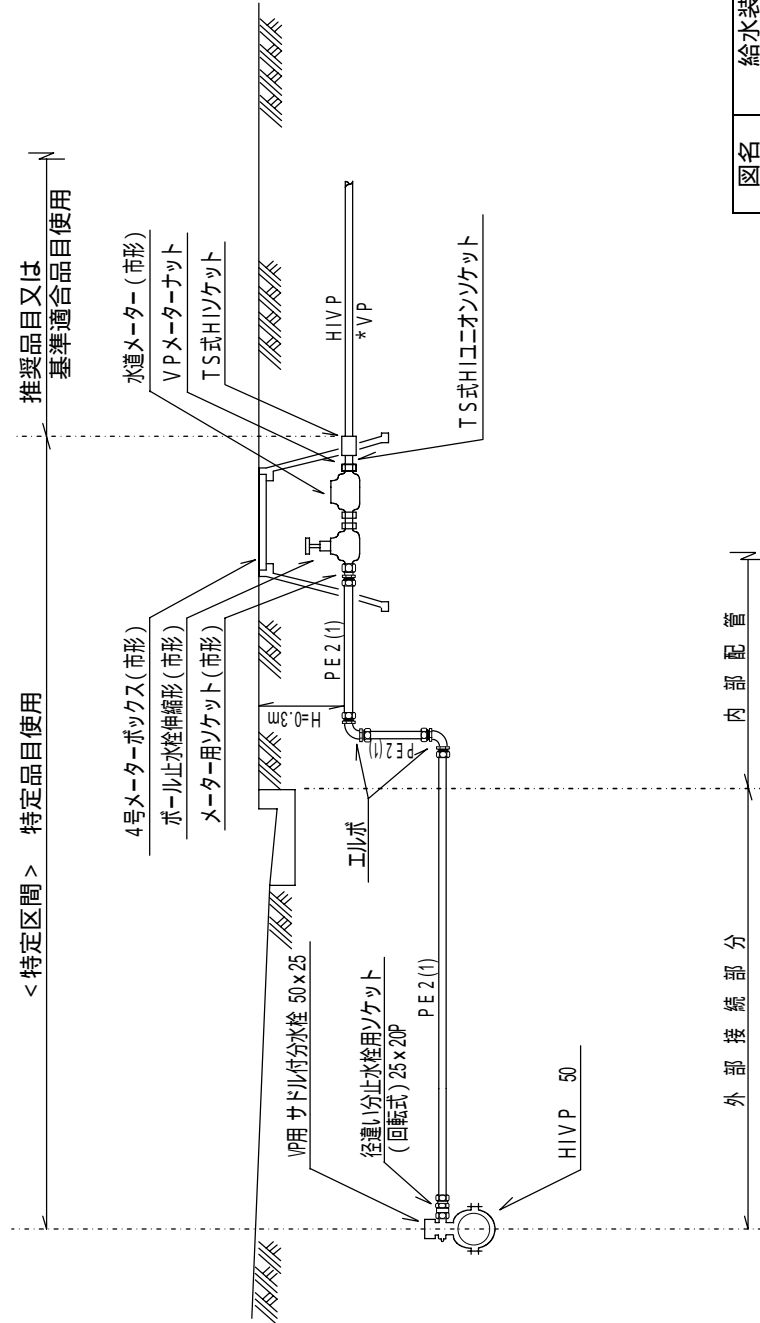 <特定区間> 特定品目使用
推奨品目又は
基準適合品目使用
4号メーターボックス(市形)
ボール止水栓伸縮形(市形)
メーター用ソケット(市形)
水道メーター(市形)
VPメーターナット
TS式HIソケット
VP用 サドル付分水栓 50×25
径違い分止水栓用ソケット
(回転式)25×20P
エルボ
H=0.3m
PE2(1)
PE2(1)
PE2(1)
HIVP
*VP
TS式HIユニオンソケット
HIVP 50
外部接続部分
内部配管
図名
給水装